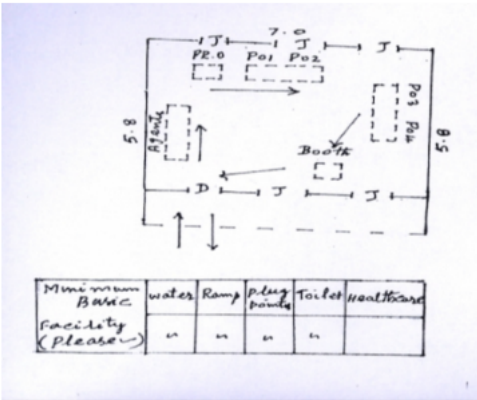 7.0
J J J
PR.O PO1 PO2
PO3 PO4
Agents
5.8
8.5
Booth
D J J
Minimum Basic Facility (Please ✓)
water Ramp Plug points Toilet Healthcare